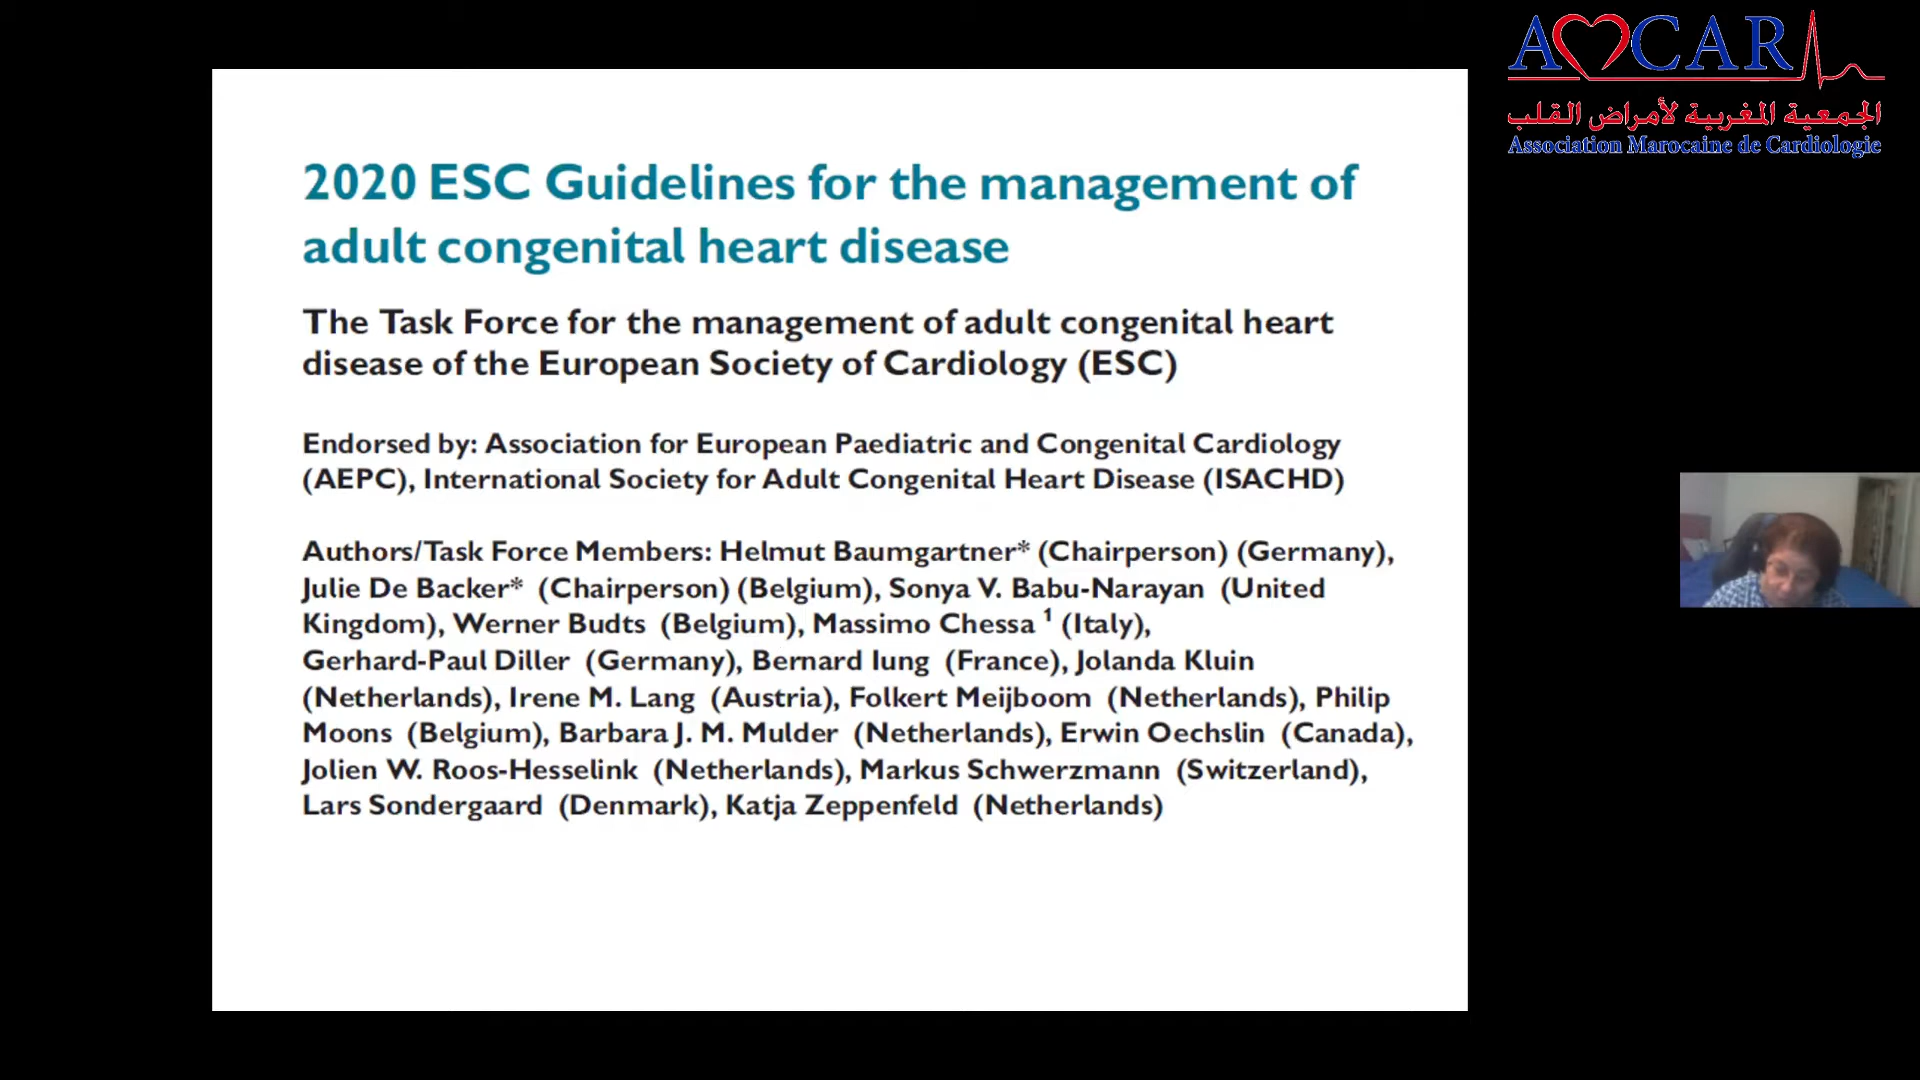 2020 ESC Guidelines for the management of
adult congenital heart disease
The Task Force for the management of adult congenital heart
disease of the European Society of Cardiology (ESC)
Endorsed by: Association for European Paediatric and Congenital Cardiology
(AEPC), International Society for Adult Congenital Heart Disease (ISACHD)
Authors/Task Force Members: Helmut Baumgartner* (Chairperson) (Germany),
Julie De Backer* (Chairperson) (Belgium), Sonya V. Babu-Narayan (United
Kingdom), Werner Budts (Belgium), Massimo Chessa ¹ (Italy),
Gerhard-Paul Diller (Germany), Bernard Iung (France), Jolanda Kluin
(Netherlands), Irene M. Lang (Austria), Folkert Meijboom (Netherlands), Philip
Moons (Belgium), Barbara J. M. Mulder (Netherlands), Erwin Oechslin (Canada),
Jolien W. Roos-Hesselink (Netherlands), Markus Schwerzmann (Switzerland),
Lars Sondergaard (Denmark), Katja Zeppenfeld (Netherlands)
AMCAR
الجمعية المغربية لأمراض القلب
Association Marocaine de Cardiologie